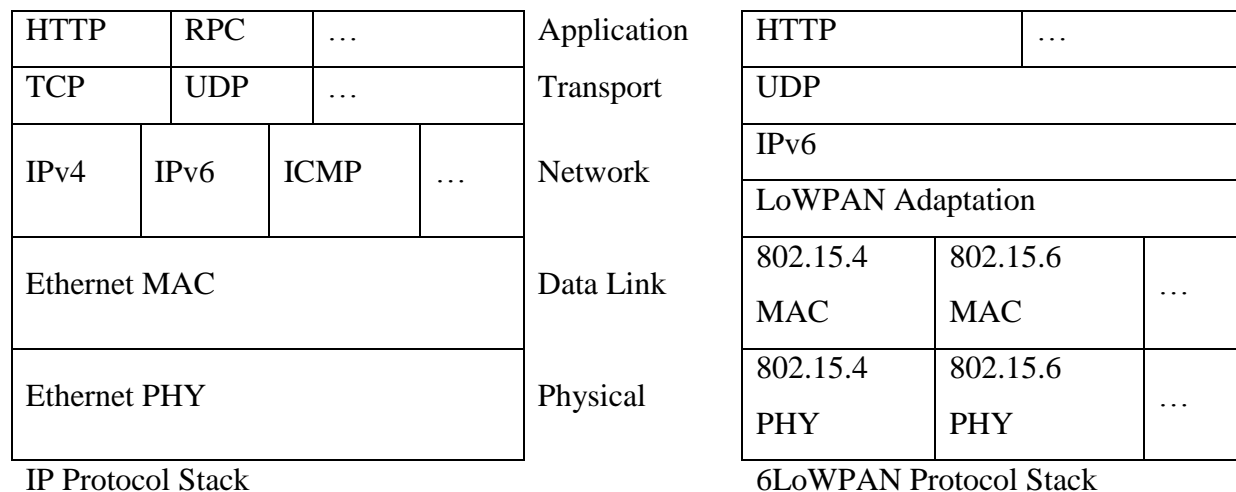 HTTP RPC … Application HTTP …
TCP UDP … Transport UDP
IPv4 IPv6 ICMP … Network IPv6
LoWPAN Adaptation
Ethernet MAC Data Link 802.15.4 MAC 802.15.6 MAC …
Ethernet PHY Physical 802.15.4 PHY 802.15.6 PHY …
IP Protocol Stack 6LoWPAN Protocol Stack